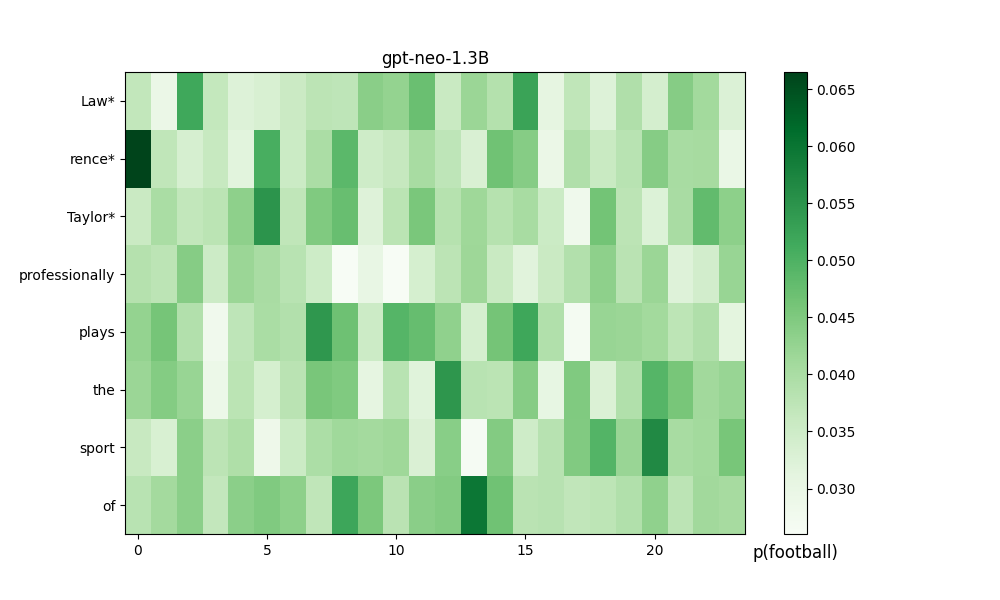 gpt-neo-1.3B
Law*
rence*
Taylor*
professionally
plays
the
sport
of
0 5 10 15 20
0.065
0.060
0.055
0.050
0.045
0.040
0.035
0.030
p(football)